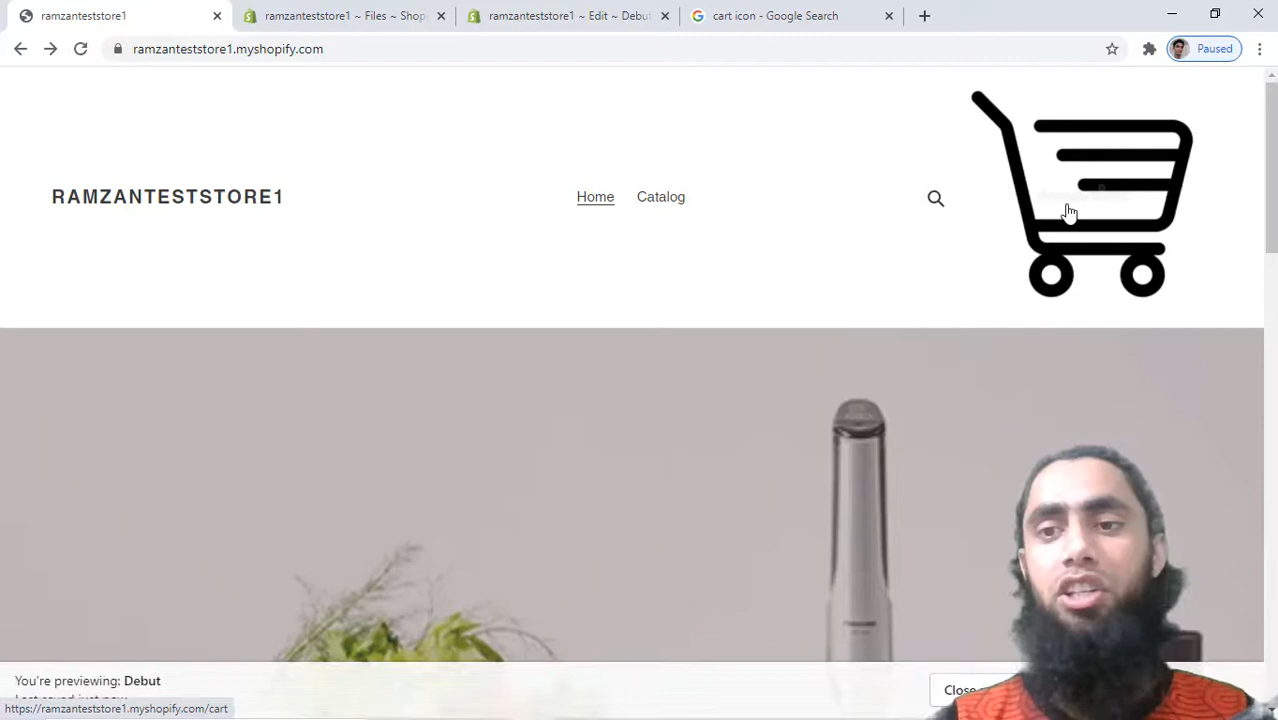 ramzanteststore1
ramzanteststore1 ~ Files ~ Shop
ramzanteststore1 ~ Edit ~ Debut
cart icon - Google Search
ramzanteststore1.myshopify.com
Paused
RAMZANTESTSTORE1
Home
Catalog
You're previewing: Debut
Last saved just now
Close
https://ramzanteststore1.myshopify.com/cart